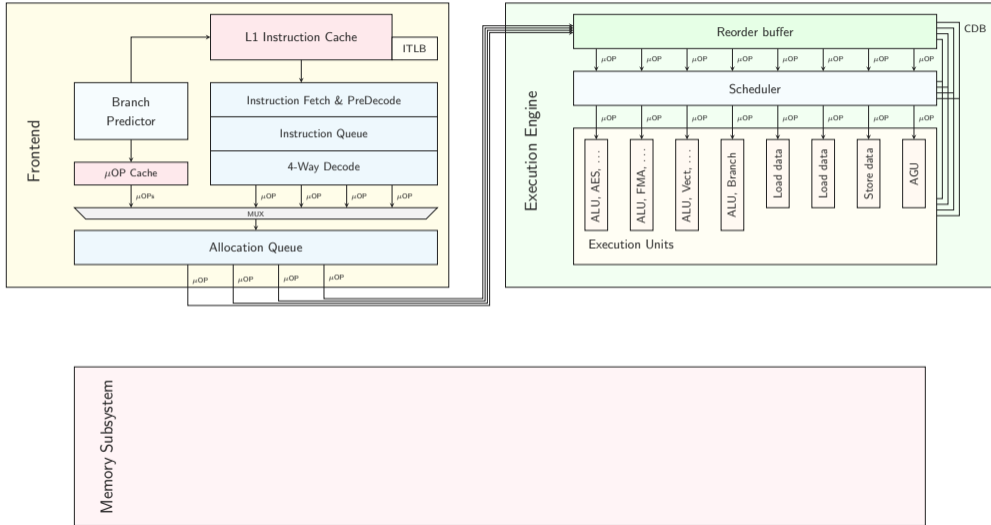 Frontend
L1 Instruction Cache
ITLB
Branch
Predictor
Instruction Fetch & PreDecode
Instruction Queue
4-Way Decode
μOP Cache
μOPs
μOP μOP μOP μOP
MUX
Allocation Queue
μOP μOP μOP μOP
Execution Engine
Reorder buffer
CDB
μOP μOP μOP μOP μOP μOP μOP μOP
Scheduler
μOP μOP μOP μOP μOP μOP μOP μOP
ALU, AES, ...
ALU, FMA, ...
ALU, Vect, ...
ALU, Branch
Load data
Load data
Store data
AGU
Execution Units
Memory Subsystem